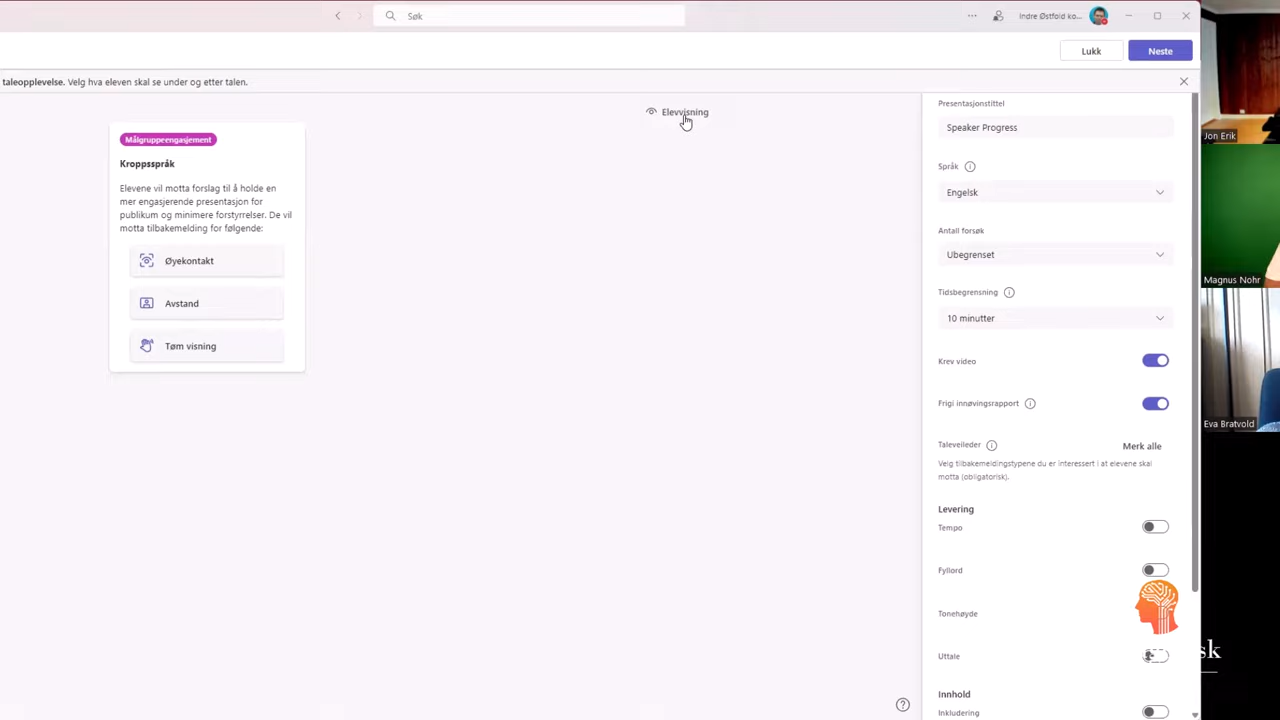 Søk
Indre Østfold ko...
Lukk
Neste
taleopplevelse. Velg hva eleven skal se under og etter talen.
Elevvisning
Målgruppeengasjement
Kroppsspråk
Elevene vil motta forslag til å holde en
mer engasjerende presentasjon for
publikum og minimere forstyrrelser. De vil
motta tilbakemelding for følgende:
Øyekontakt
Avstand
Tøm visning
Presentasjonstittel
Speaker Progress
Språk
Engelsk
Antall forsøk
Ubegrenset
Tidsbegrensning
10 minutter
Krev video
Frigi innøvingsrapport
Taleveileder
Merk alle
Velg tilbakemeldingstypene du er interessert i at elevene skal
motta (obligatorisk).
Levering
Tempo
Fyllord
Tonehøyde
Uttale
Innhold
Inkludering
Jon Erik
Magnus Nohr
Eva Bratvold
sk